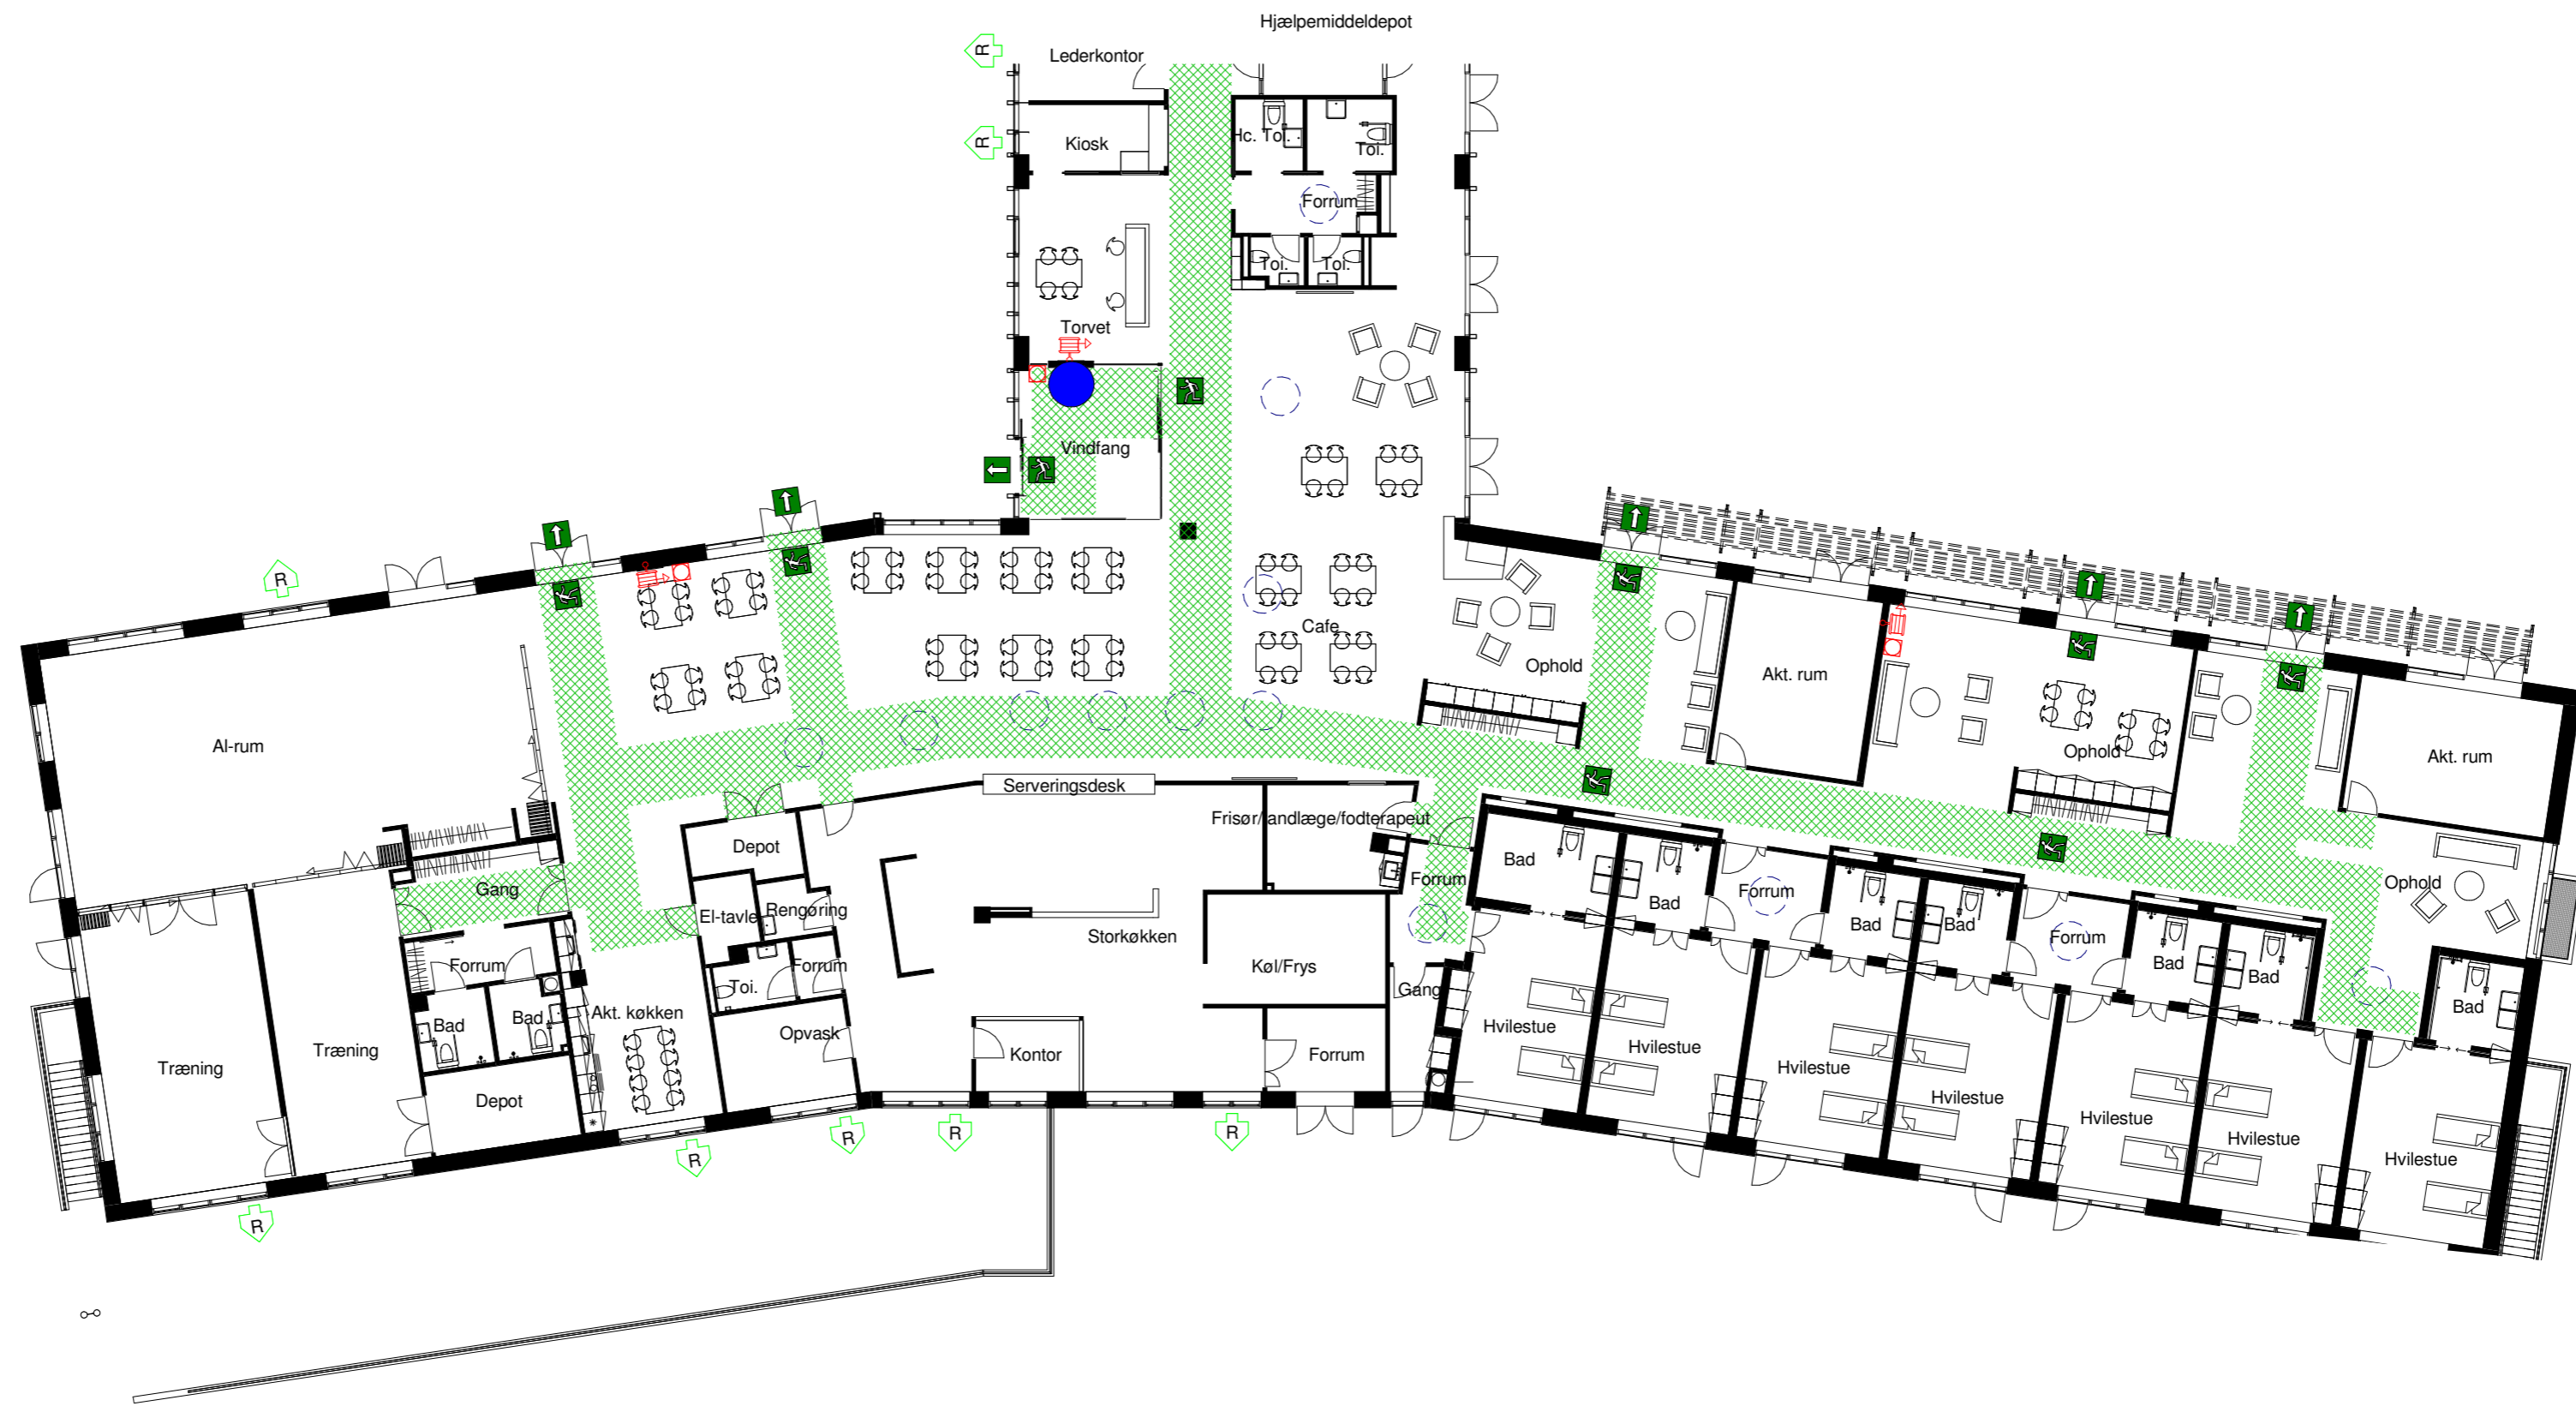 Hjælpemiddeldepot
R
Lederkontor
Hc. Toi.
R
Kiosk
Toi.
Forrum
Toi.
Toi.
Torvet
Vindfang
R
Cafe
Ophold
Akt. rum
Al-rum
Ophold
Akt. rum
Serveringsdesk
Frisør/tandlæge/fodterapeut
Depot
Bad
Gang
Forrum
Bad
Forrum
Ophold
El-tavle
Rengøring
Bad
Bad
Storkøkken
Forrum
Bad
Forrum
Forrum
Køl/Frys
Bad
Toi.
Gang
Bad
Akt. køkken
Bad
Bad
Hvilestue
Opvask
Træning
Kontor
Forrum
Hvilestue
Træning
Hvilestue
Depot
Hvilestue
Hvilestue
R
R
R
Hvilestue
R
Hvilestue
R